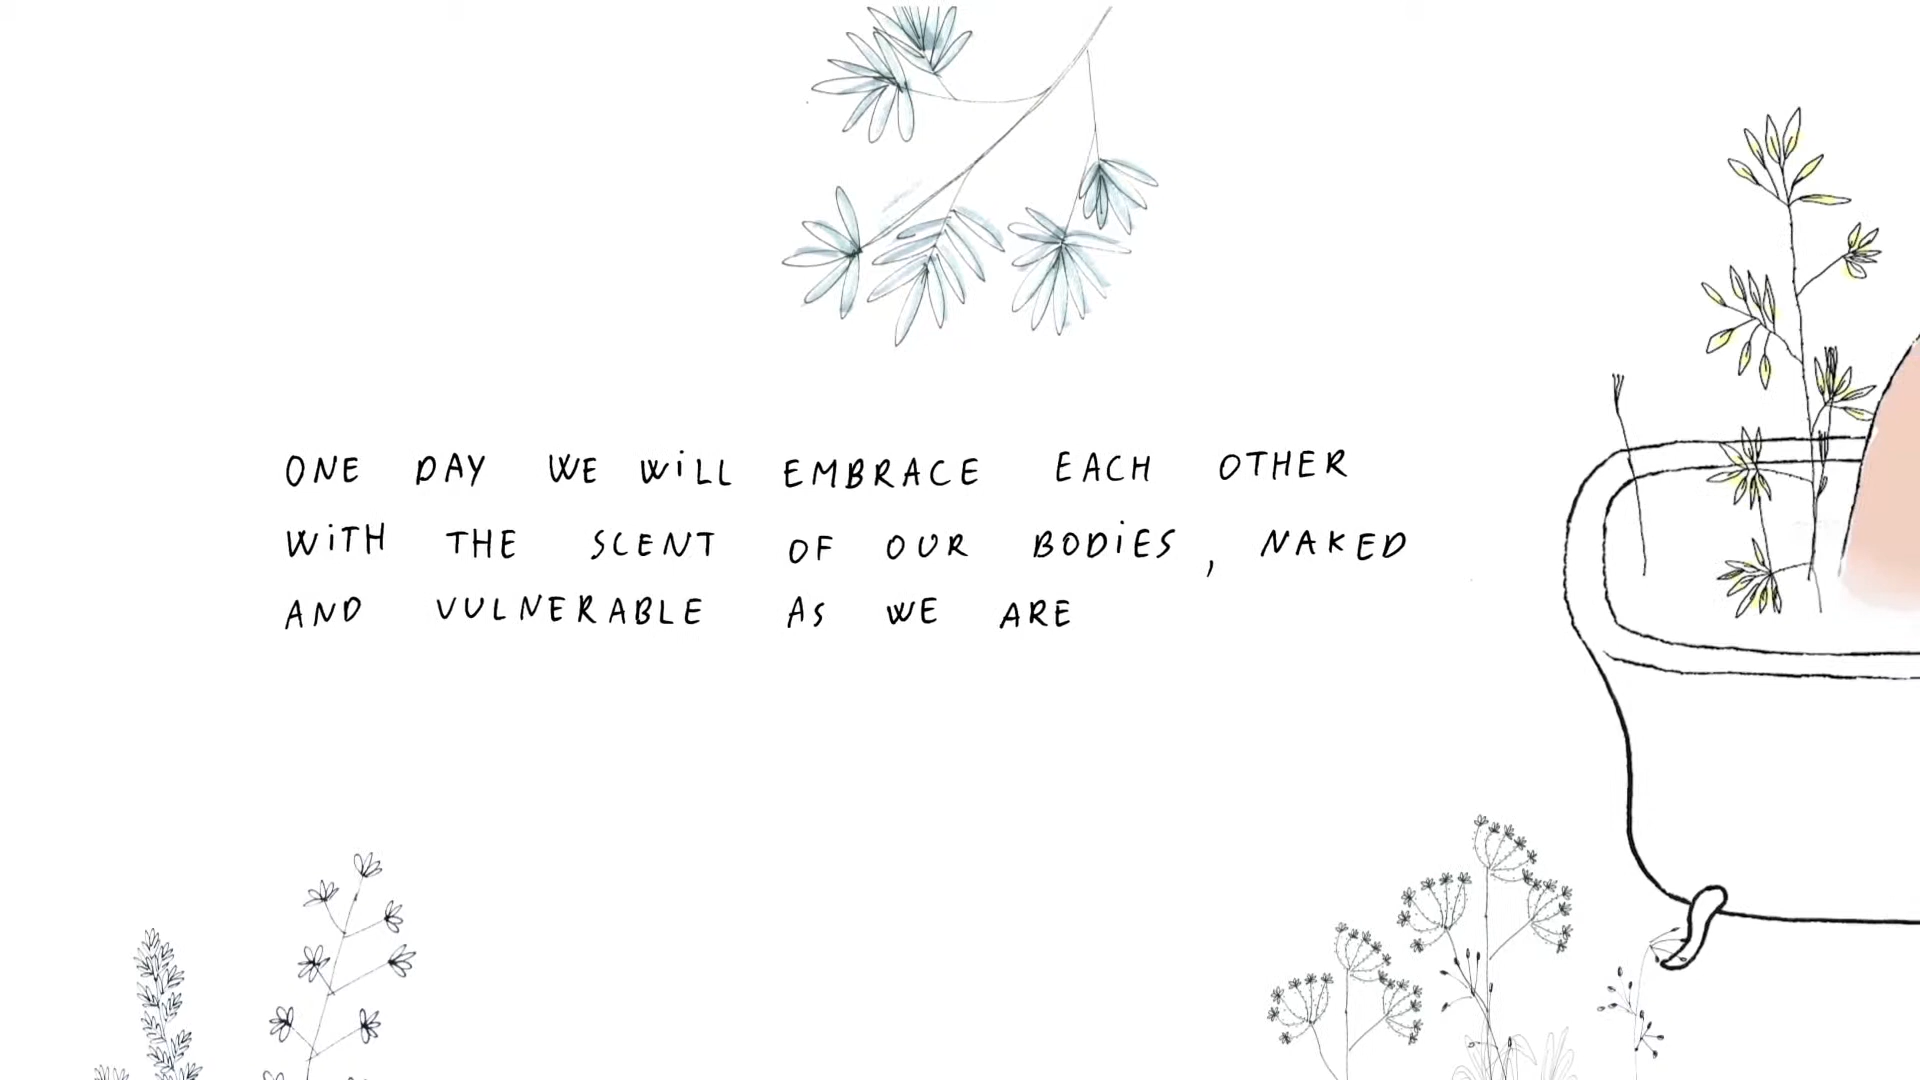 ONE DAY WE WiLL EMBRACE EACH OTHER
WiTH THE SCENT OF OUR BODiES, NAKED
AND VULNERABLE AS WE ARE